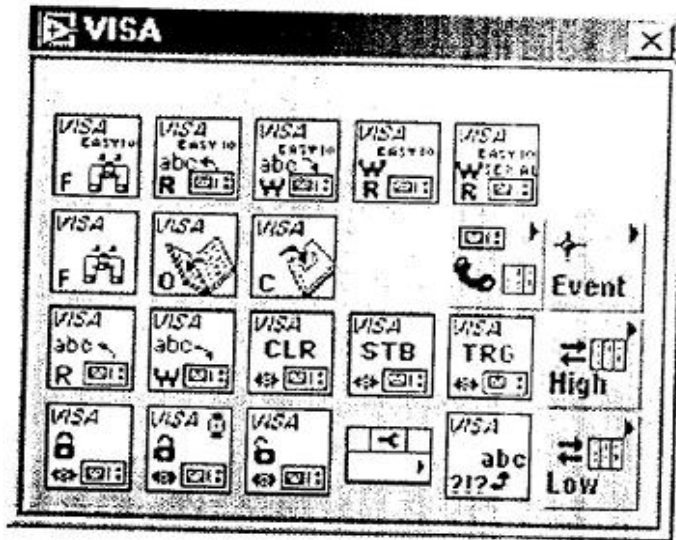 VISA
VISA EASY IO F
VISA EASY IO abc R
VISA EASY IO abc W
VISA EASY IO W R
VISA EASY IO W SERIAL R
VISA F
VISA O
VISA C
Event
VISA abc R
VISA abc W
VISA CLR
VISA STB
VISA TRG
High
VISA
VISA
VISA
VISA abc ?!?
Low